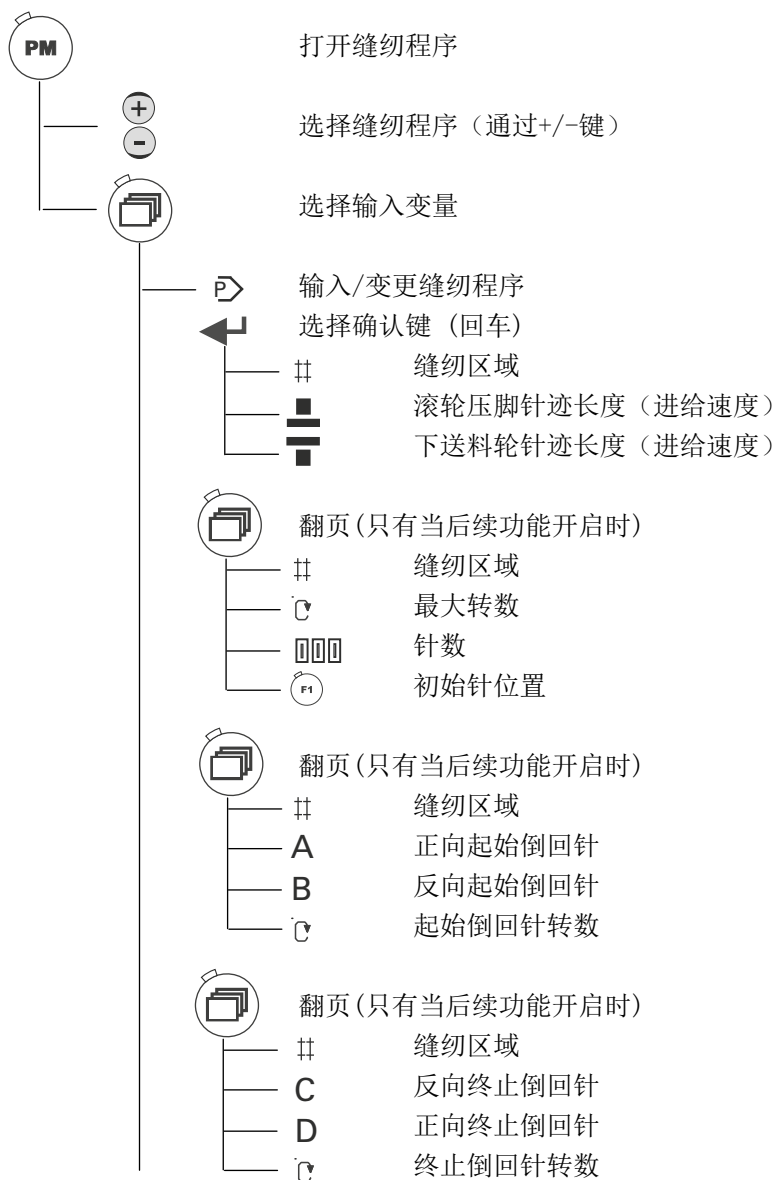 PM 打开缝纫程序
+
- 选择缝纫程序（通过+/-键）
选择输入变量
P 输入/变更缝纫程序
选择确认键 (回车)
缝纫区域
滚轮压脚针迹长度（进给速度）
下送料轮针迹长度（进给速度）
翻页(只有当后续功能开启时)
缝纫区域
最大转数
针数
F1 初始针位置
翻页(只有当后续功能开启时)
缝纫区域
A 正向起始倒回针
B 反向起始倒回针
起始倒回针转数
翻页(只有当后续功能开启时)
缝纫区域
C 反向终止倒回针
D 正向终止倒回针
终止倒回针转数